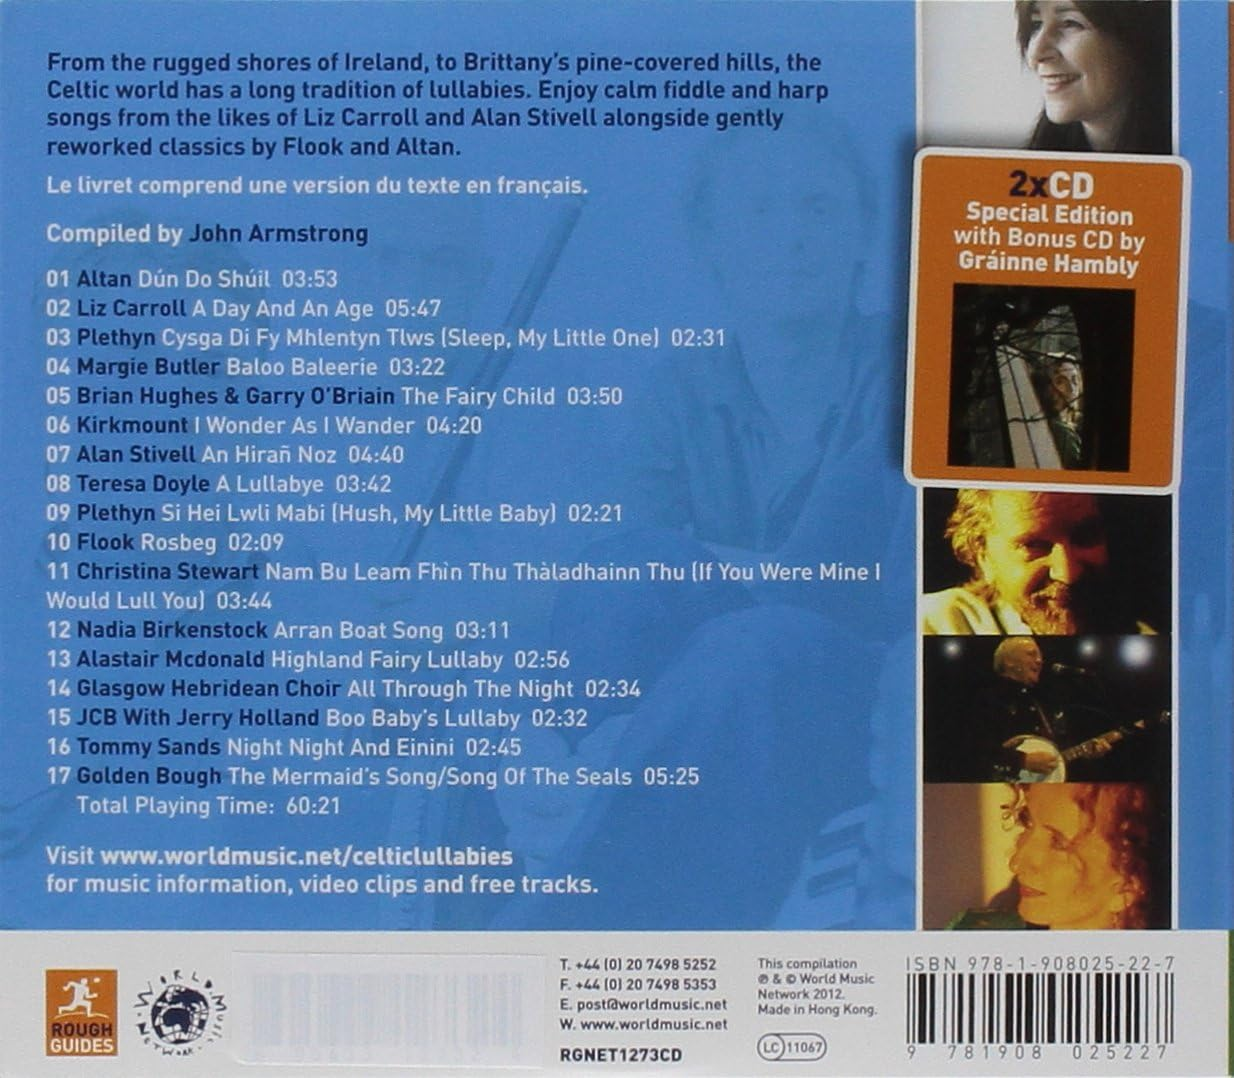 From the rugged shores of Ireland, to Brittany's pine-covered hills, the
Celtic world has a long tradition of lullabies. Enjoy calm fiddle and harp
songs from the likes of Liz Carroll and Alan Stivell alongside gently
reworked classics by Flook and Altan.
Le livret comprend une version du texte en français.
Compiled by John Armstrong
01 Altan Dún Do Shúil 03:53
02 Liz Carroll A Day And An Age 05:47
03 Plethyn Cysga Di Fy Mhlentyn Tlws (Sleep, My Little One) 02:31
04 Margie Butler Baloo Baleerie 03:22
05 Brian Hughes & Garry O'Briain The Fairy Child 03:50
06 Kirkmount I Wonder As I Wander 04:20
07 Alan Stivell An Hirañ Noz 04:40
08 Teresa Doyle A Lullabye 03:42
09 Plethyn Si Hei Lwli Mabi (Hush, My Little Baby) 02:21
10 Flook Rosbeg 02:09
11 Christina Stewart Nam Bu Leam Fhìn Thu Thàladhainn Thu (If You Were Mine I
Would Lull You) 03:44
12 Nadia Birkenstock Arran Boat Song 03:11
13 Alastair Mcdonald Highland Fairy Lullaby 02:56
14 Glasgow Hebridean Choir All Through The Night 02:34
15 JCB With Jerry Holland Boo Baby's Lullaby 02:32
16 Tommy Sands Night Night And Einini 02:45
17 Golden Bough The Mermaid's Song/Song Of The Seals 05:25
Total Playing Time: 60:21
Visit www.worldmusic.net/celticlullabies
for music information, video clips and free tracks.
2xCD
Special Edition
with Bonus CD by
Gráinne Hambly
ROUGH
GUIDES
WORLD MUSIC
NETWORK
T. +44 (0) 20 7498 5252
F. +44 (0) 20 7498 5353
E. post@worldmusic.net
W. www.worldmusic.net
RGNET1273CD
This compilation
℗ & © World Music
Network 2012.
Made in Hong Kong.
LC 11067
ISBN 978-1-908025-22-7
9 781908 025227